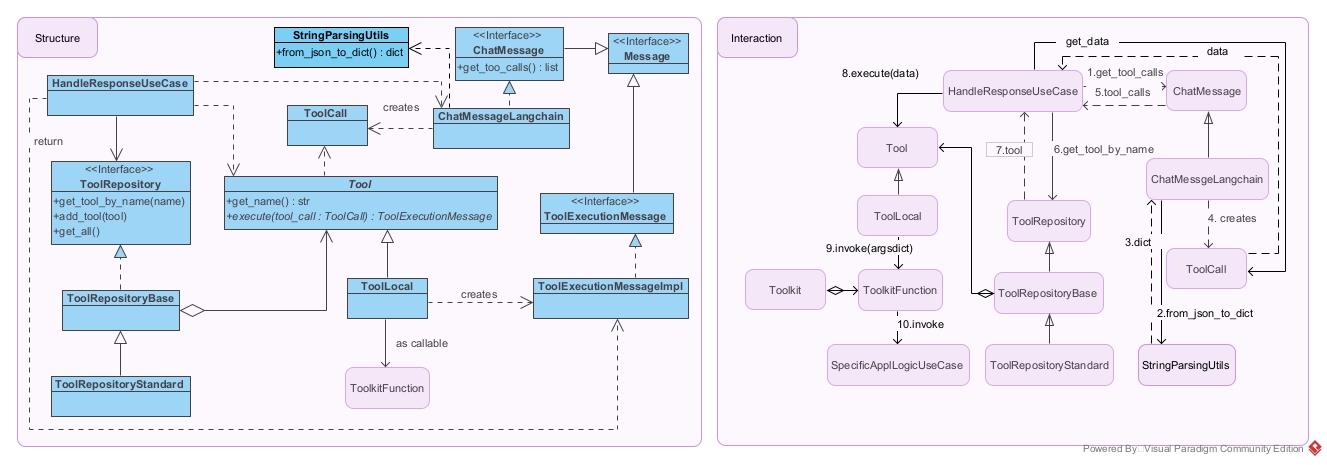 Structure
StringParsingUtils
+from_json_to_dict() : dict
<<Interface>>
ChatMessage
+get_too_calls() : list
<<Interface>>
Message
HandleResponseUseCase
ToolCall
creates
ChatMessageLangchain
return
<<Interface>>
ToolRepository
+get_tool_by_name(name)
+add_tool(tool)
+get_all()
Tool
+get_name() : str
+execute(tool_call : ToolCall) : ToolExecutionMessage
<<Interface>>
ToolExecutionMessage
ToolRepositoryBase
ToolLocal
creates
ToolExecutionMessageImpl
as callable
ToolRepositoryStandard
ToolkitFunction
Interaction
get_data
data
8.execute(data)
HandleResponseUseCase
1.get_tool_calls
5.tool_calls
ChatMessage
Tool
7.tool
6.get_tool_by_name
ChatMessgeLangchain
ToolLocal
ToolRepository
4. creates
3.dict
9.invoke(argsdict)
ToolCall
Toolkit
ToolkitFunction
ToolRepositoryBase
2.from_json_to_dict
10.invoke
SpecificApplLogicUseCase
ToolRepositoryStandard
StringParsingUtils
Powered By Visual Paradigm Community Edition